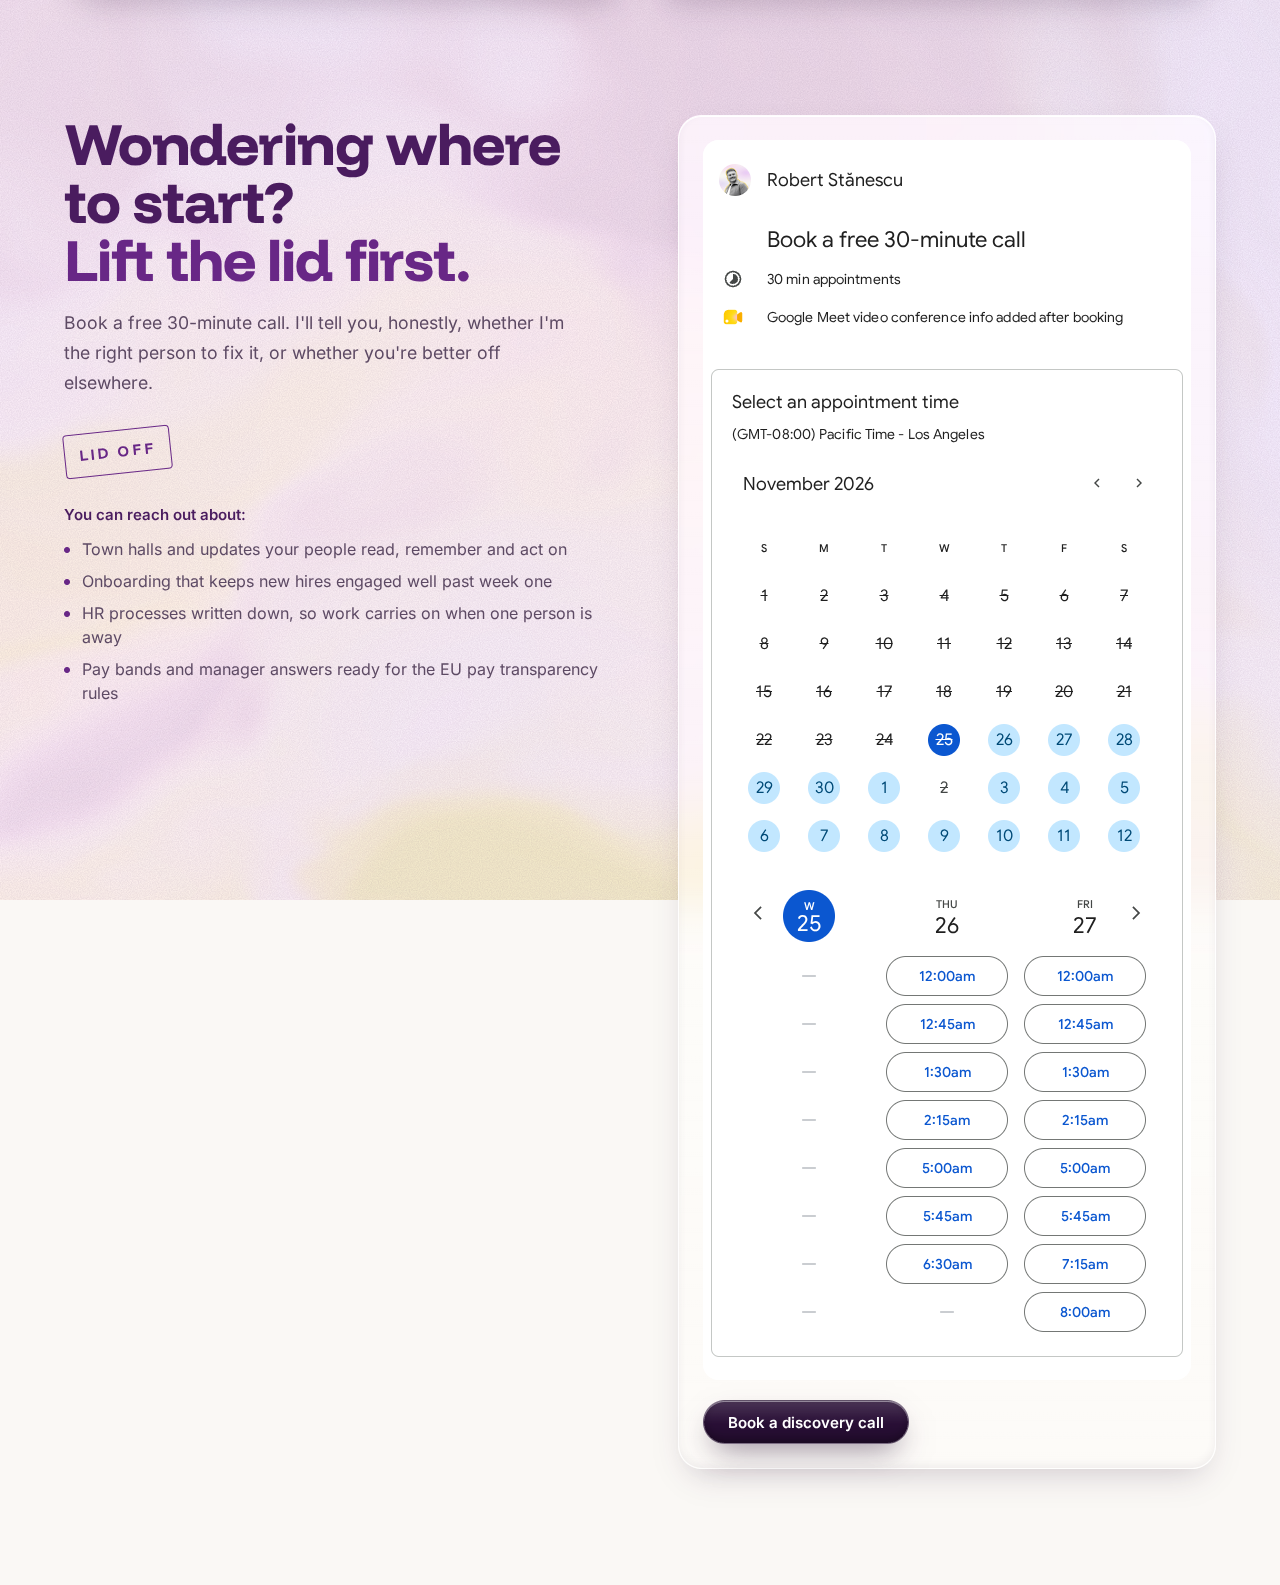 Wondering where
to start?
Lift the lid first.
Book a free 30-minute call. I'll tell you, honestly, whether I'm
the right person to fix it, or whether you're better off
elsewhere.
LID OFF
You can reach out about:
Town halls and updates your people read, remember and act on
Onboarding that keeps new hires engaged well past week one
HR processes written down, so work carries on when one person is
away
Pay bands and manager answers ready for the EU pay transparency
rules
Robert Stănescu
Book a free 30-minute call
30 min appointments
Google Meet video conference info added after booking
Select an appointment time
(GMT-08:00) Pacific Time - Los Angeles
November 2026
S M T W T F S
1 2 3 4 5 6 7
8 9 10 11 12 13 14
15 16 17 18 19 20 21
22 23 24 25 26 27 28
29 30 1 2 3 4 5
6 7 8 9 10 11 12
W THU FRI
25 26 27
— 12:00am 12:00am
— 12:45am 12:45am
— 1:30am 1:30am
— 2:15am 2:15am
— 5:00am 5:00am
— 5:45am 5:45am
— 6:30am 7:15am
— — 8:00am
Book a discovery call